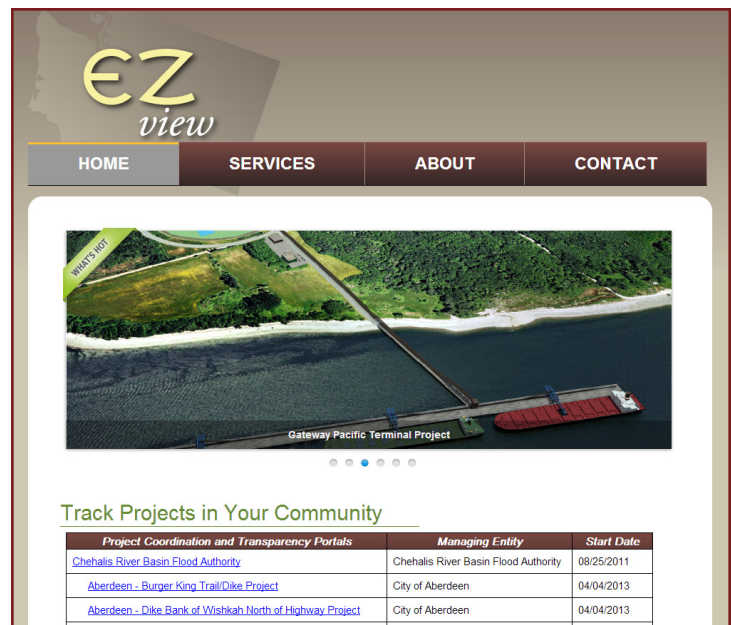 EZ
view
HOME SERVICES ABOUT CONTACT
WHAT'S HOT
Gateway Pacific Terminal Project
Track Projects in Your Community
Project Coordination and Transparency Portals Managing Entity Start Date
Chehalis River Basin Flood Authority Chehalis River Basin Flood Authority 08/25/2011
Aberdeen - Burger King Trail/Dike Project City of Aberdeen 04/04/2013
Aberdeen - Dike Bank of Wishkah North of Highway Project City of Aberdeen 04/04/2013